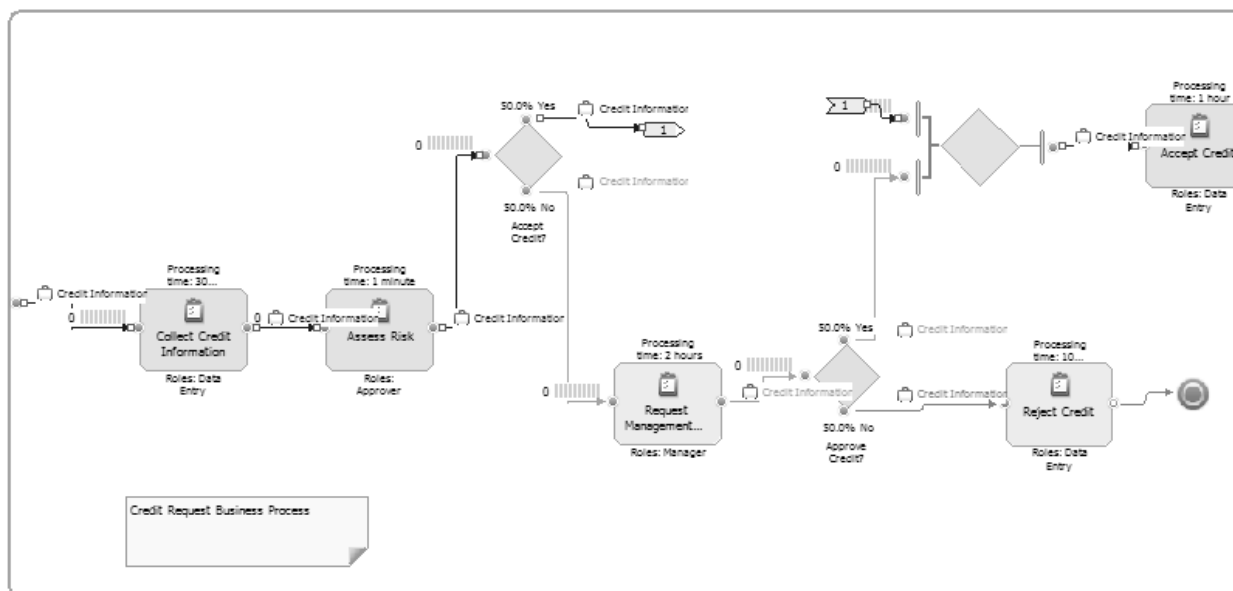 Credit Information
0
Processing
time: 30...
Collect Credit
Information
Roles: Data
Entry
0
Credit Information
Processing
time: 1 minute
Assess Risk
Roles:
Approver
Credit Information
0
50.0% Yes
Credit Information
1
Credit Information
50.0% No
Accept
Credit?
0
Processing
time: 2 hours
Request
Management...
Roles: Manager
0
Credit Information
50.0% Yes
Credit Information
50.0% No
Approve
Credit?
Credit Information
Processing
time: 10...
Reject Credit
Roles: Data
Entry
1
0
Credit Information
Processing
time: 1 hour
Accept Credit
Roles: Data
Entry
Credit Request Business Process